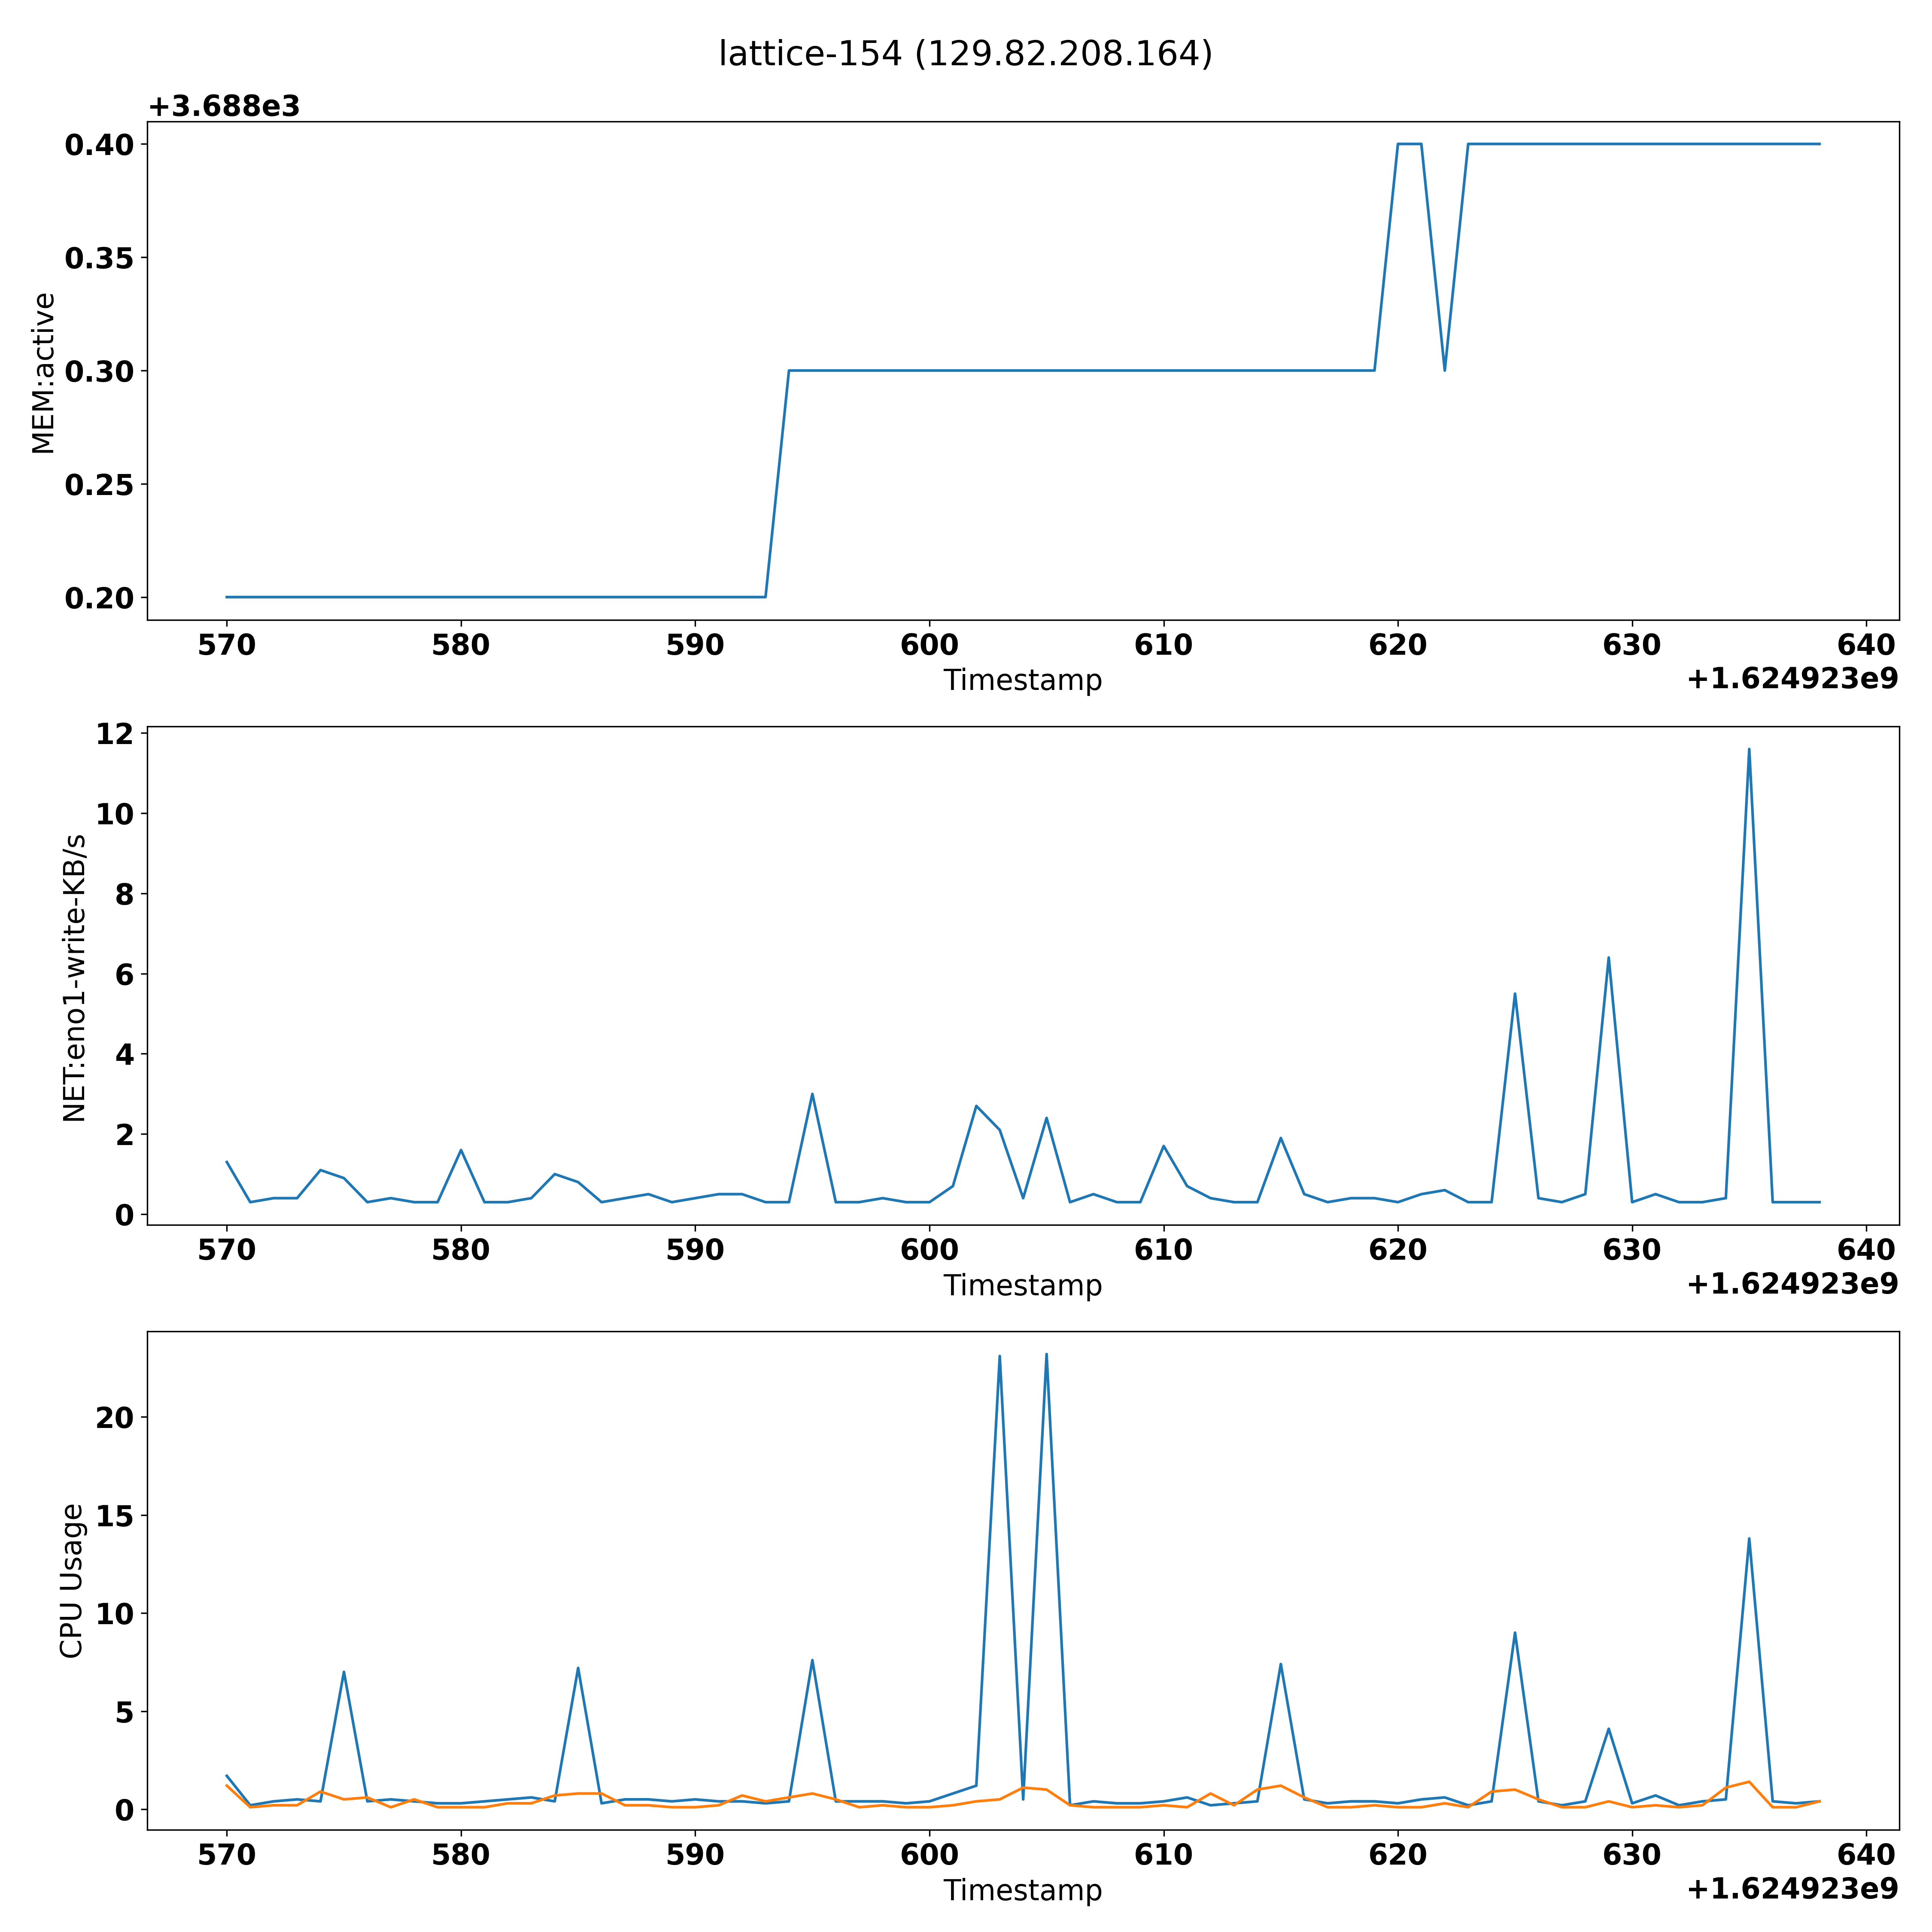 lattice-154 (129.82.208.164)
+3.688e3
0.40
0.35
0.30
0.25
0.20
MEM:active
570 580 590 600 610 620 630 640
Timestamp
+1.624923e9
12
10
8
6
4
2
0
NET:eno1-write-KB/s
570 580 590 600 610 620 630 640
Timestamp
+1.624923e9
20
15
10
5
0
CPU Usage
570 580 590 600 610 620 630 640
Timestamp
+1.624923e9